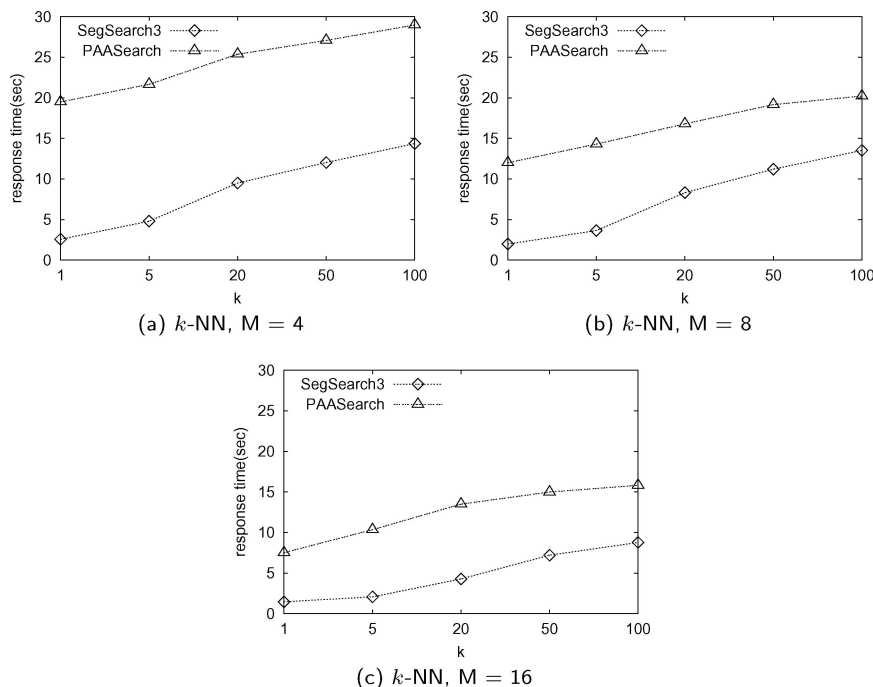 SegSearch3
PAASearch
30
25
20
15
10
5
0
response time(sec)
1 5 20 50 100
k
(a) k-NN, M = 4
SegSearch3
PAASearch
30
25
20
15
10
5
0
response time(sec)
1 5 20 50 100
k
(b) k-NN, M = 8
SegSearch3
PAASearch
30
25
20
15
10
5
0
response time(sec)
1 5 20 50 100
k
(c) k-NN, M = 16